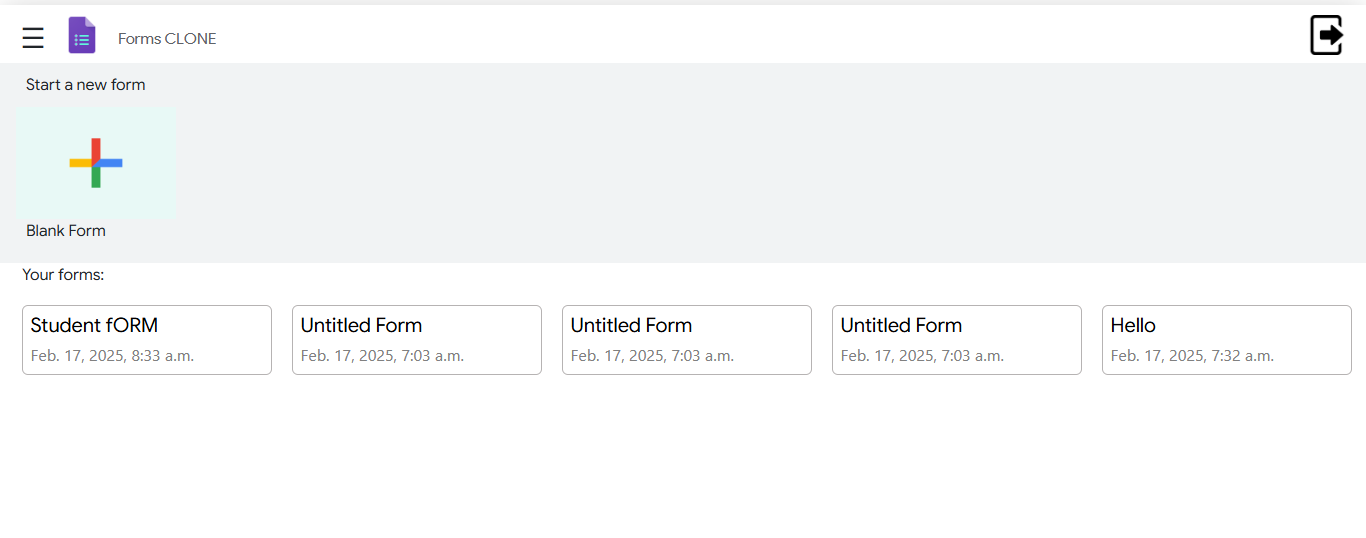 Forms CLONE
Start a new form
Blank Form
Your forms:
Student fORM
Feb. 17, 2025, 8:33 a.m.
Untitled Form
Feb. 17, 2025, 7:03 a.m.
Untitled Form
Feb. 17, 2025, 7:03 a.m.
Untitled Form
Feb. 17, 2025, 7:03 a.m.
Hello
Feb. 17, 2025, 7:32 a.m.